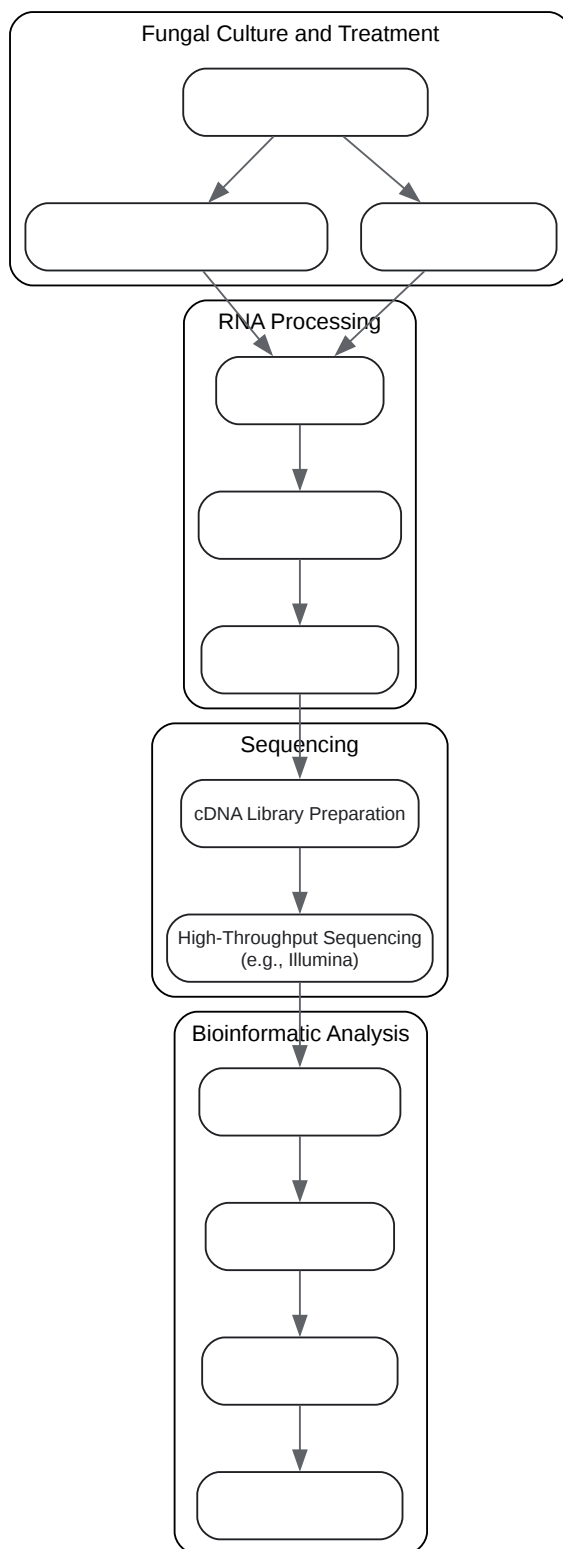 Fungal Culture and Treatment
RNA Processing
Sequencing
cDNA Library Preparation
High-Throughput Sequencing
(e.g., Illumina)
Bioinformatic Analysis